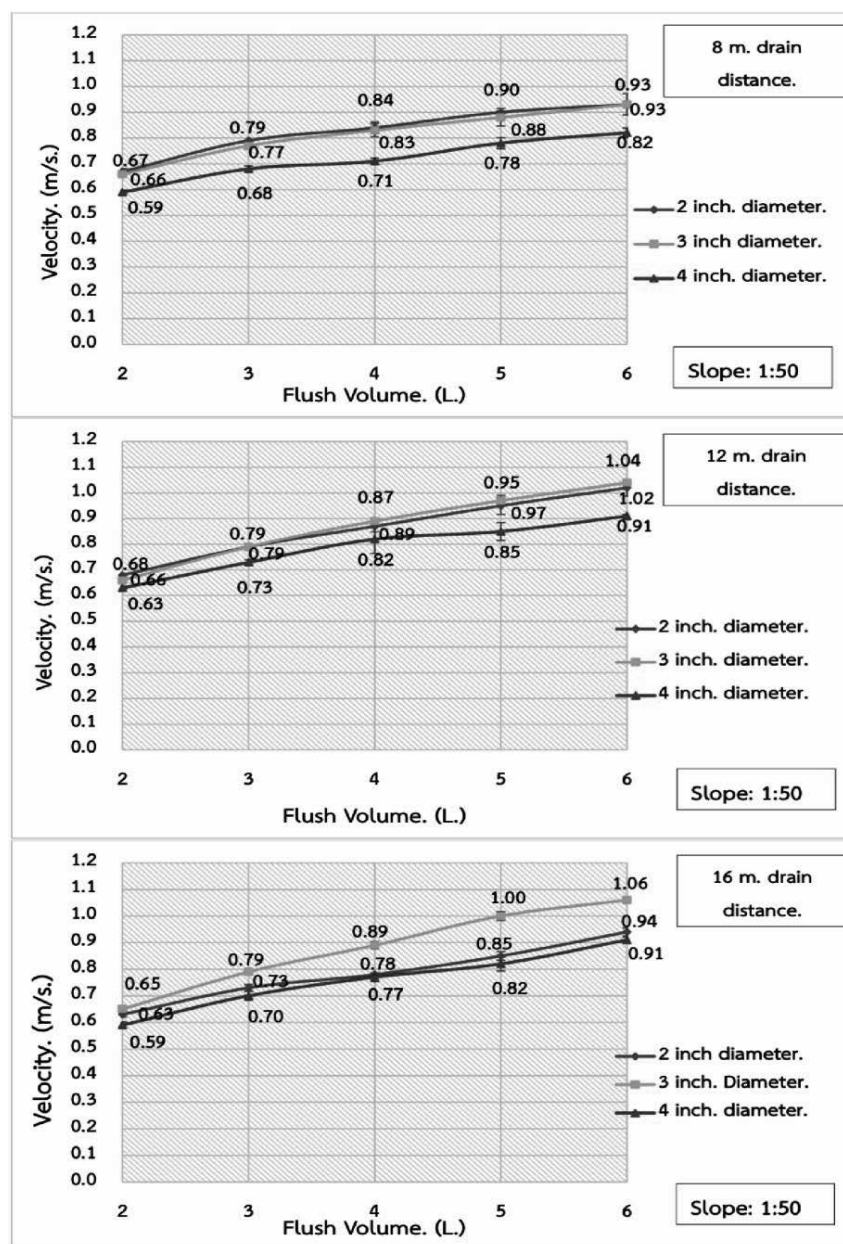 1.2
1.1
1.0
0.9
0.8
0.7
0.6
0.5
0.4
0.3
0.2
0.1
0.0
Velocity. (m/s.)
8 m. drain
distance.
0.67 0.79 0.84 0.90 0.93
0.66 0.77 0.83 0.88 0.93
0.59 0.68 0.71 0.78 0.82
2 inch. diameter.
3 inch diameter.
4 inch. diameter.
2 3 4 5 6
Flush Volume. (L.)
Slope: 1:50
1.2
1.1
1.0
0.9
0.8
0.7
0.6
0.5
0.4
0.3
0.2
0.1
0.0
Velocity. (m/s.)
12 m. drain
distance.
0.68 0.79 0.87 0.95 1.04
0.66 0.79 0.89 0.97 1.02
0.63 0.73 0.82 0.85 0.91
2 inch. diameter.
3 inch. diameter.
4 inch. diameter.
2 3 4 5 6
Flush Volume. (L.)
Slope: 1:50
1.2
1.1
1.0
0.9
0.8
0.7
0.6
0.5
0.4
0.3
0.2
0.1
0.0
Velocity. (m/s.)
16 m. drain
distance.
0.65 0.79 0.89 1.00 1.06
0.63 0.73 0.78 0.85 0.94
0.59 0.70 0.77 0.82 0.91
2 inch diameter.
3 inch. Diameter.
4 inch. diameter.
2 3 4 5 6
Flush Volume. (L.)
Slope: 1:50